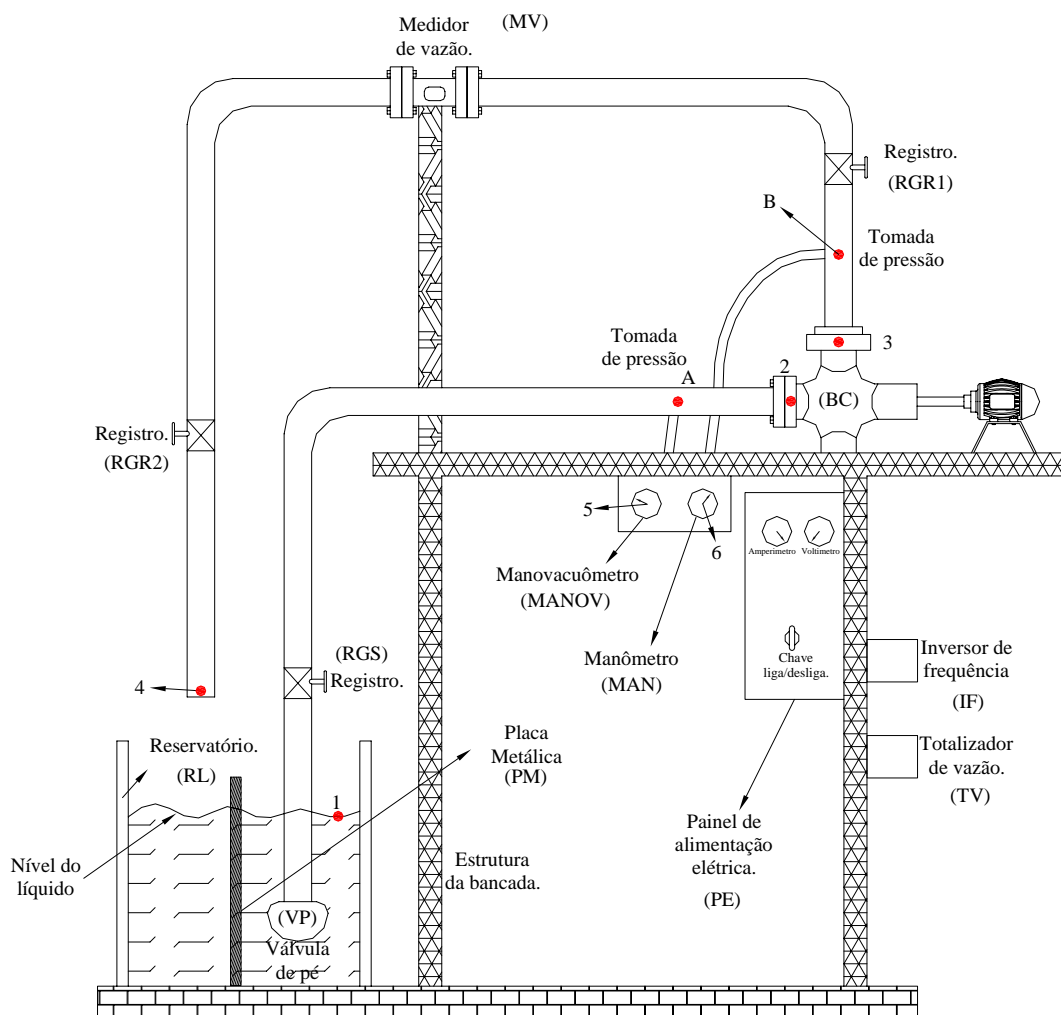 Medidor
de vazão.
(MV)
Registro.
(RGR1)
B
Tomada
de pressão
Tomada
de pressão
A
2
3
(BC)
Registro.
(RGR2)
5
6
Amperimetro
Voltimetro
Manovacuômetro
(MANOV)
Manômetro
(MAN)
Chave
liga/desliga.
Inversor de
frequência
(IF)
(RGS)
Registro.
4
Reservatório.
(RL)
Placa
Metálica
(PM)
Totalizador
de vazão.
(TV)
1
Nível do
líquido
Estrutura
da bancada.
Painel de
alimentação
elétrica.
(PE)
(VP)
Válvula
de pé